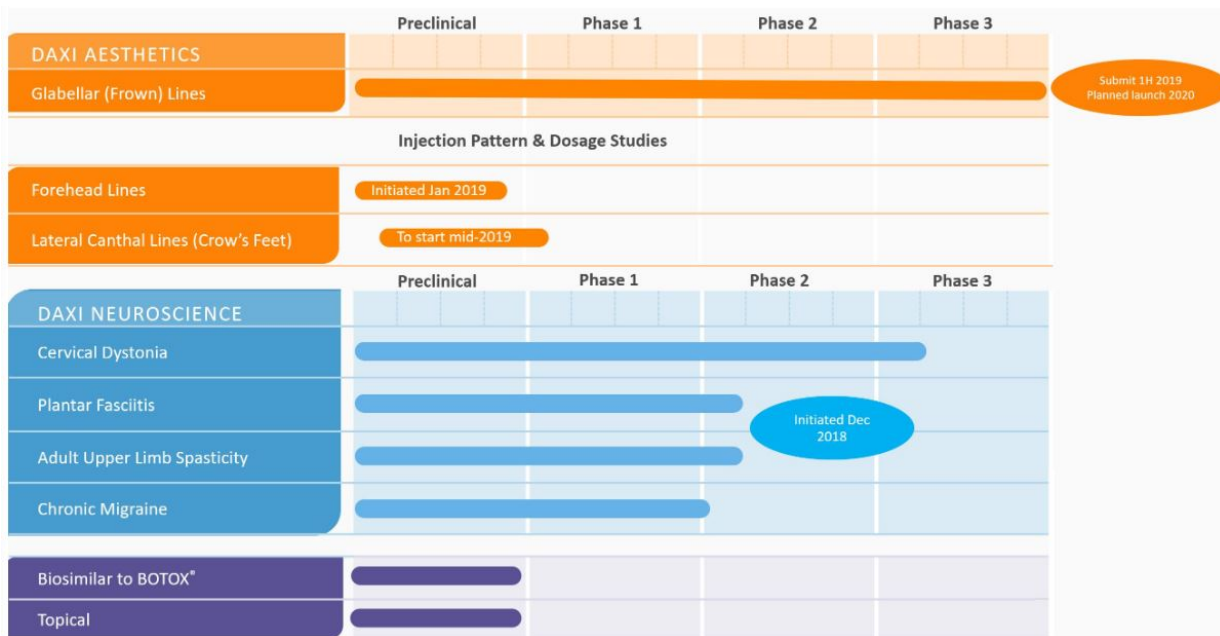 Preclinical Phase 1 Phase 2 Phase 3
DAXI AESTHETICS
Glabellar (Frown) Lines
Submit 1H 2019
Planned launch 2020
Injection Pattern & Dosage Studies
Forehead Lines
Initiated Jan 2019
Lateral Canthal Lines (Crow's Feet)
To start mid-2019
Preclinical Phase 1 Phase 2 Phase 3
DAXI NEUROSCIENCE
Cervical Dystonia
Plantar Fasciitis
Initiated Dec
2018
Adult Upper Limb Spasticity
Chronic Migraine
Biosimilar to BOTOX®
Topical